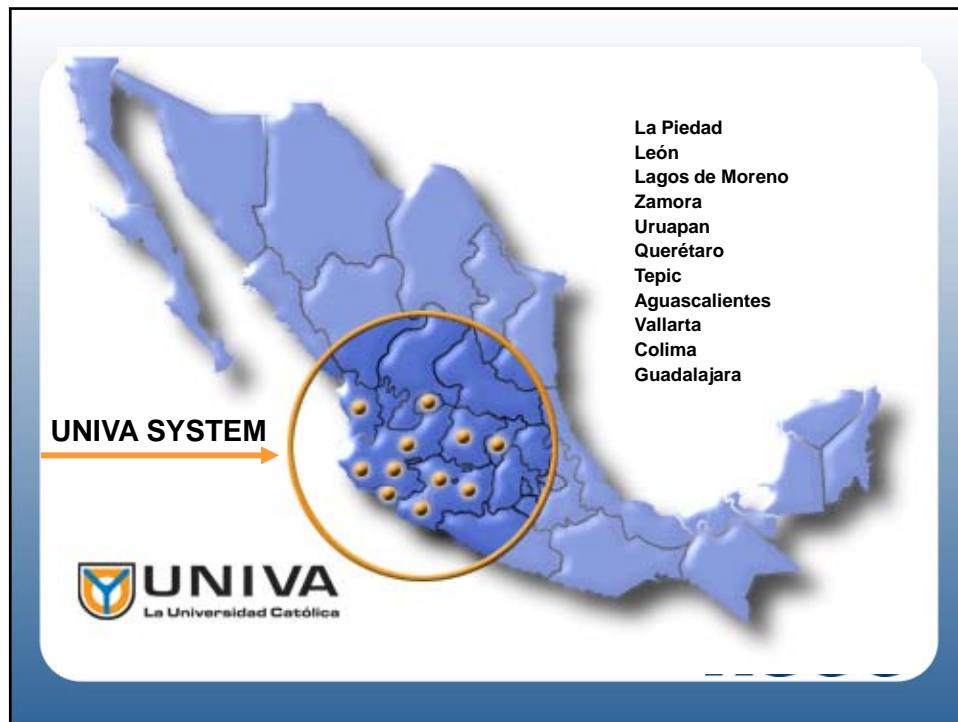 La Piedad
León
Lagos de Moreno
Zamora
Uruapan
Querétaro
Tepic
Aguascalientes
Vallarta
Colima
Guadalajara
UNIVA SYSTEM
UNIVA
La Universidad Católica